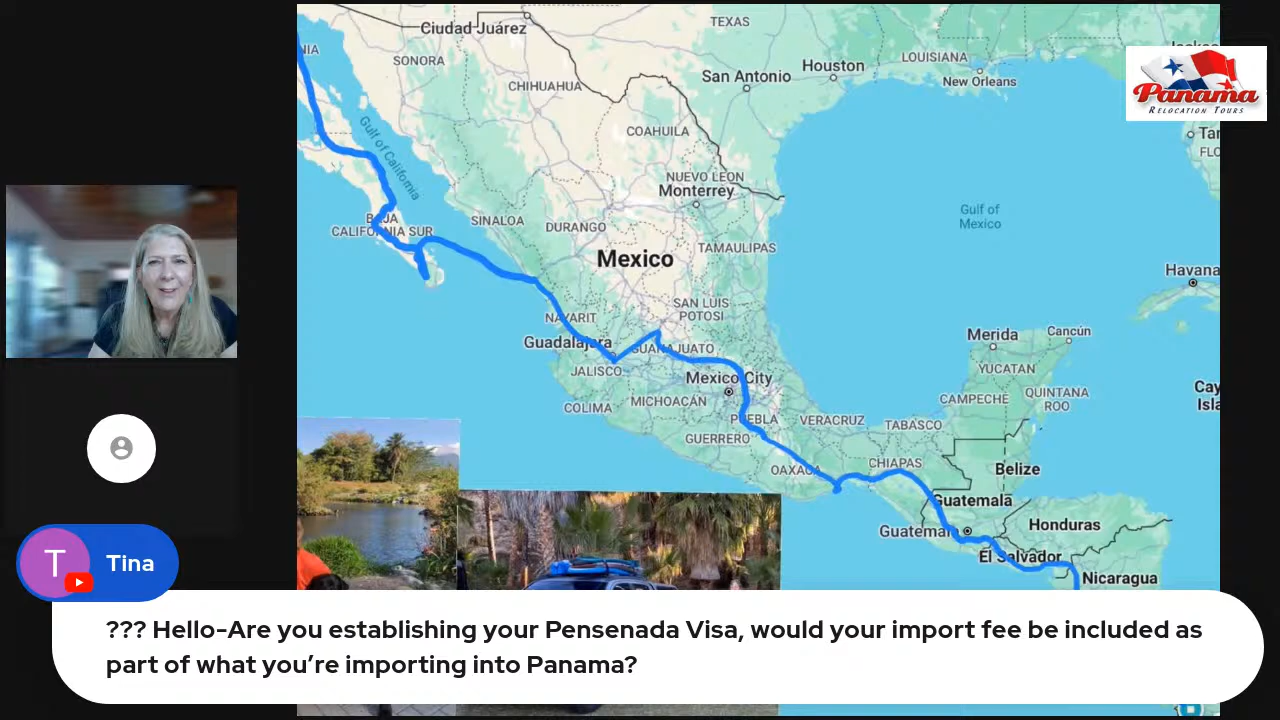 Ciudad Juárez
TEXAS
NIA
SONORA
CHIHUAHUA
San Antonio
Houston
LOUISIANA
New Orleans
Panama
RELOCATION TOURS
COAHUILA
Gulf of California
NUEVO LEON
Monterrey
Gulf of
Mexico
BAJA
CALIFORNIA SUR
SINALOA
DURANGO
TAMAULIPAS
Mexico
Havana
SAN LUIS
POTOSI
NAYARIT
Guadalajara
GUANAJUATO
Merida
Cancún
JALISCO
YUCATAN
Mexico City
COLIMA
MICHOACÁN
CAMPECHE
QUINTANA
ROO
Cay
Isla
PUEBLA
VERACRUZ
TABASCO
GUERRERO
OAXACA
CHIAPAS
Belize
Guatemala
Guatemala
Honduras
El Salvador
Nicaragua
T
Tina
??? Hello-Are you establishing your Pensenada Visa, would your import fee be included as
part of what you’re importing into Panama?